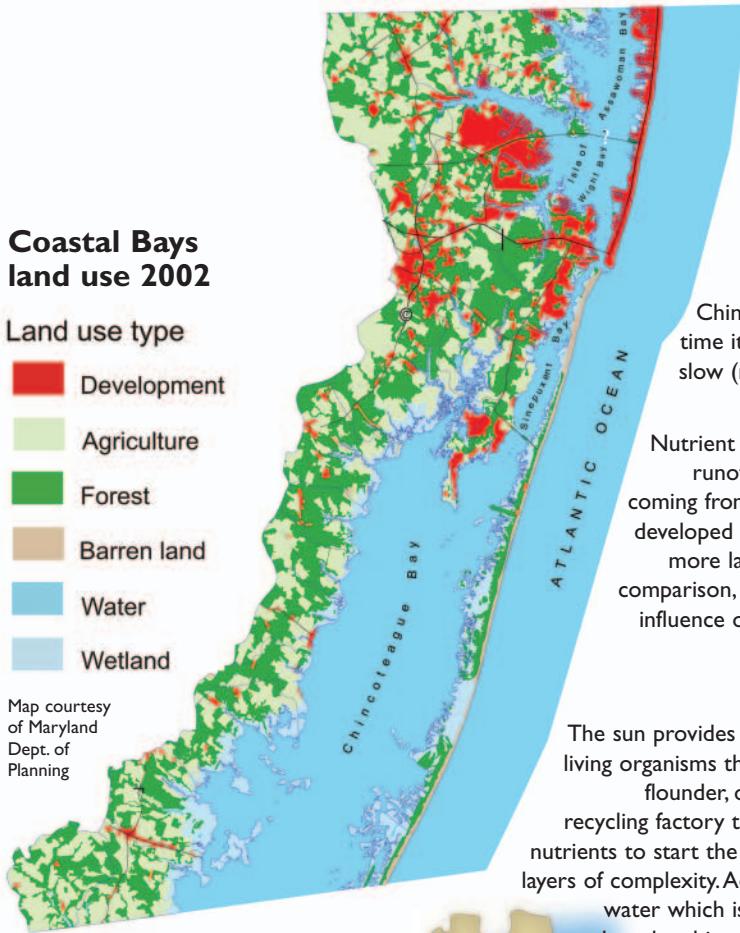 Coastal Bays
land use 2002
Land use type
Development
Agriculture
Forest
Barren land
Water
Wetland
Map courtesy
of Maryland
Dept. of
Planning
Isle of
Wight Bay
Assawoman Bay
Sinepuxent Bay
Chincoteague Bay
ATLANTIC OCEAN
Chin
time it
slow (
Nutrient
runo
coming from
developed
more la
comparison,
influence o
The sun provides
living organisms th
flounder, c
recycling factory t
nutrients to start the
layers of complexity. A
water which is